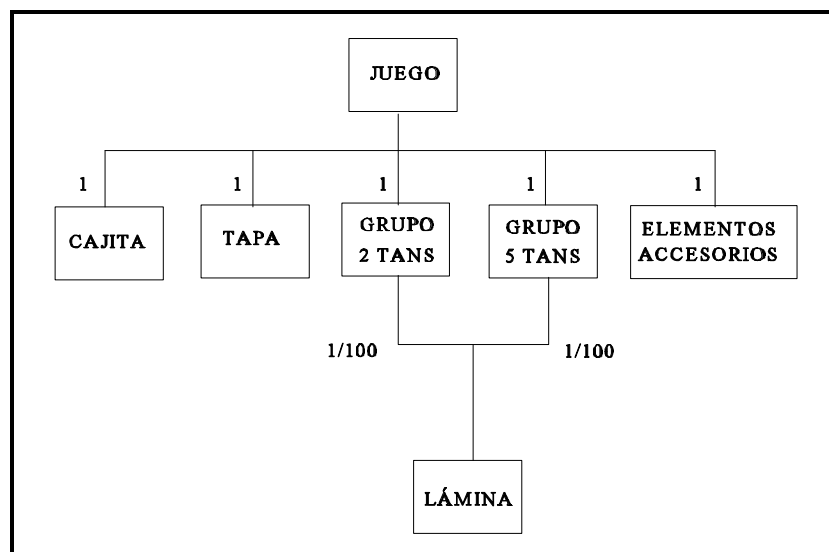 JUEGO
1 1 1 1 1
CAJITA
TAPA
GRUPO
2 TANS
GRUPO
5 TANS
ELEMENTOS
ACCESORIOS
1/100 1/100
LÁMINA